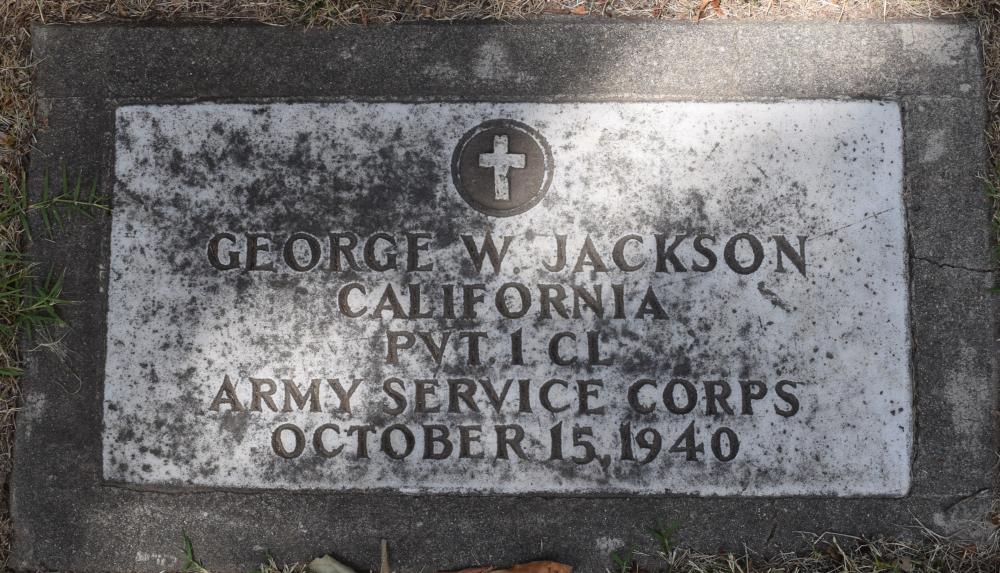 GEORGE W. JACKSON
CALIFORNIA
PVT. 1 CL
ARMY SERVICE CORPS
OCTOBER 15, 1940